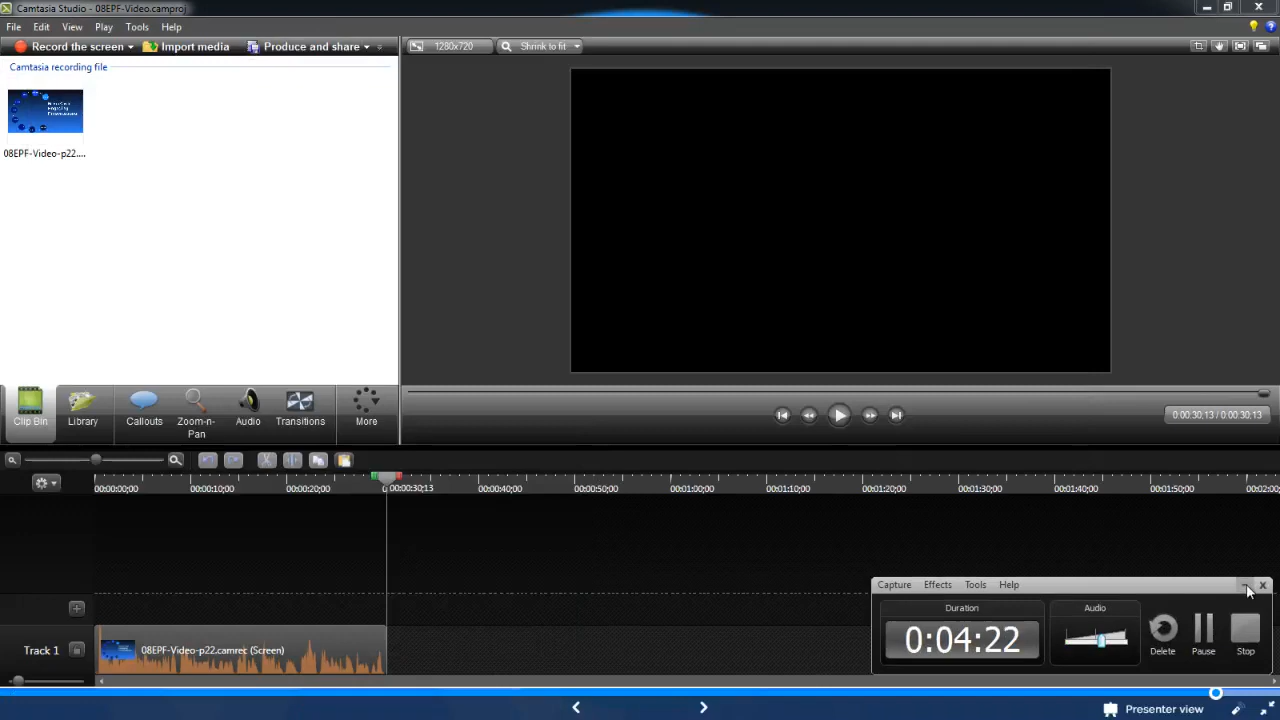 Camtasia Studio - 08EPF-Video.camproj
File Edit View Play Tools Help
Record the screen Import media Produce and share »
1280x720 Shrink to fit
Camtasia recording file
08EPF-Video-p22....
Clip Bin Library Callouts Zoom-n-Pan Audio Transitions More
0:00:30;13 / 0:00:30;13
00:00:00;00 00:00:10;00 00:00:20;00 00:00:30;13 00:00:40;00 00:00:50;00 00:01:00;00 00:01:10;00 00:01:20;00 00:01:30;00 00:01:40;00 00:01:50;00 00:02:00
Capture Effects Tools Help
Duration Audio
0:04:22
Delete Pause Stop
Track 1 08EPF-Video-p22.camrec (Screen)
Presenter view